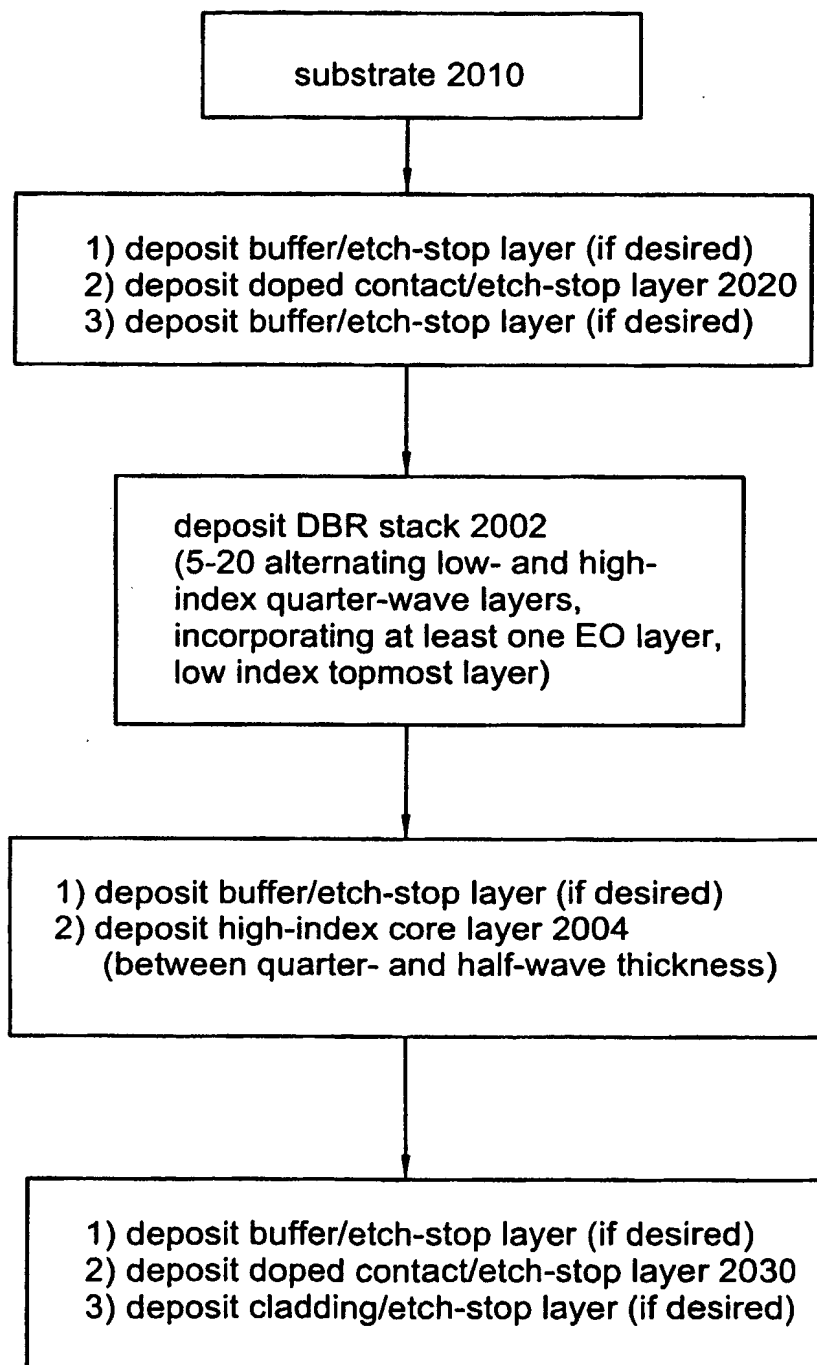 substrate 2010
1) deposit buffer/etch-stop layer (if desired)
2) deposit doped contact/etch-stop layer 2020
3) deposit buffer/etch-stop layer (if desired)
deposit DBR stack 2002
(5-20 alternating low- and high-
index quarter-wave layers,
incorporating at least one EO layer,
low index topmost layer)
1) deposit buffer/etch-stop layer (if desired)
2) deposit high-index core layer 2004
(between quarter- and half-wave thickness)
1) deposit buffer/etch-stop layer (if desired)
2) deposit doped contact/etch-stop layer 2030
3) deposit cladding/etch-stop layer (if desired)